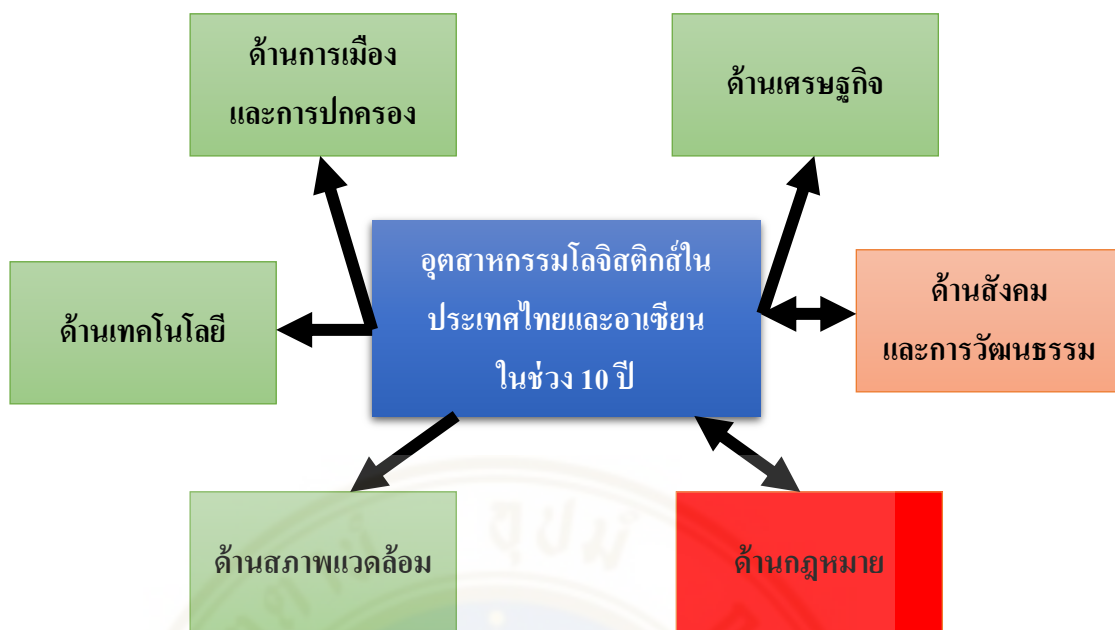 ด้านการเมือง
และการปกครอง
ด้านเศรษฐกิจ
อุตสาหกรรมโลจิสติกส์ใน
ประเทศไทยและอาเซียน
ในช่วง 10 ปี
ด้านเทคโนโลยี
ด้านสังคม
และการวัฒนธรรม
ด้านสภาพแวดล้อม
ด้านกฎหมาย